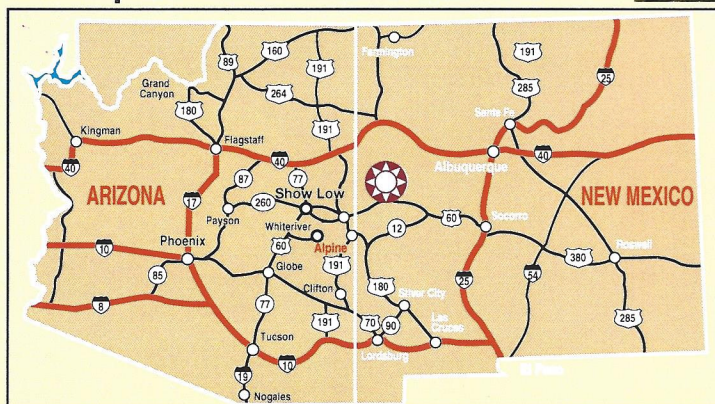 160
191
89
191
Farmington
25
285
264
Grand
Canyon
180
191
Santa Fe
Kingman
Flagstaff
40
40
Albuquerque
40
87
77
ARIZONA
17
Show Low
NEW MEXICO
260
Payson
Whiteriver
60
12
60
Socorro
Phoenix
Alpine
10
Roswell
380
85
Globe
191
25
54
Clifton
180
Silver City
8
77
191
70
90
Las
Cruces
285
Tucson
Lordsburg
10
19
Nogales